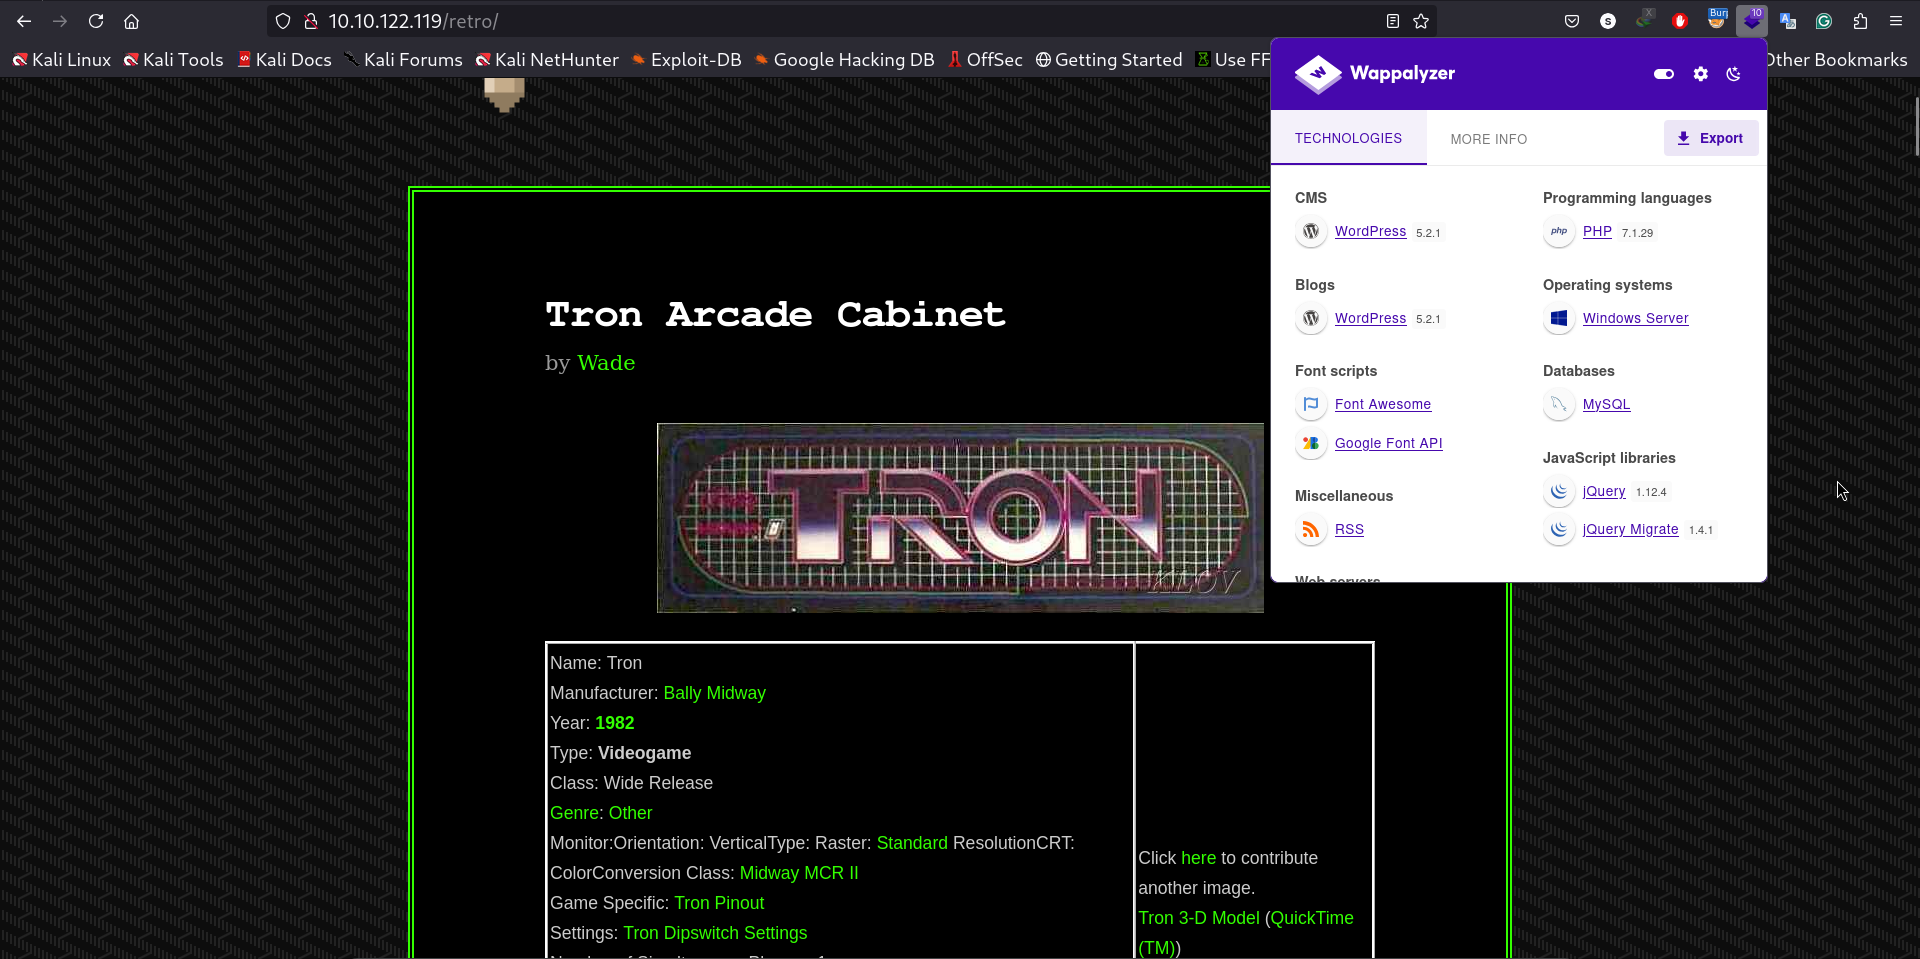 10.10.122.119/retro/
S
X
Burp
10
Kali Linux
Kali Tools
Kali Docs
Kali Forums
Kali NetHunter
Exploit-DB
Google Hacking DB
OffSec
Getting Started
Use FF
Other Bookmarks
Wappalyzer
TECHNOLOGIES
MORE INFO
Export
CMS
WordPress 5.2.1
Blogs
WordPress 5.2.1
Font scripts
Font Awesome
Google Font API
Miscellaneous
RSS
Web servers
Programming languages
php PHP 7.1.29
Operating systems
Windows Server
Databases
MySQL
JavaScript libraries
jQuery 1.12.4
jQuery Migrate 1.4.1
Tron Arcade Cabinet
by Wade
TRON
KLOV
Name: Tron
Manufacturer: Bally Midway
Year: 1982
Type: Videogame
Class: Wide Release
Genre: Other
Monitor:Orientation: VerticalType: Raster: Standard ResolutionCRT:
ColorConversion Class: Midway MCR II
Game Specific: Tron Pinout
Settings: Tron Dipswitch Settings
Click here to contribute
another image.
Tron 3-D Model (QuickTime
(TM))